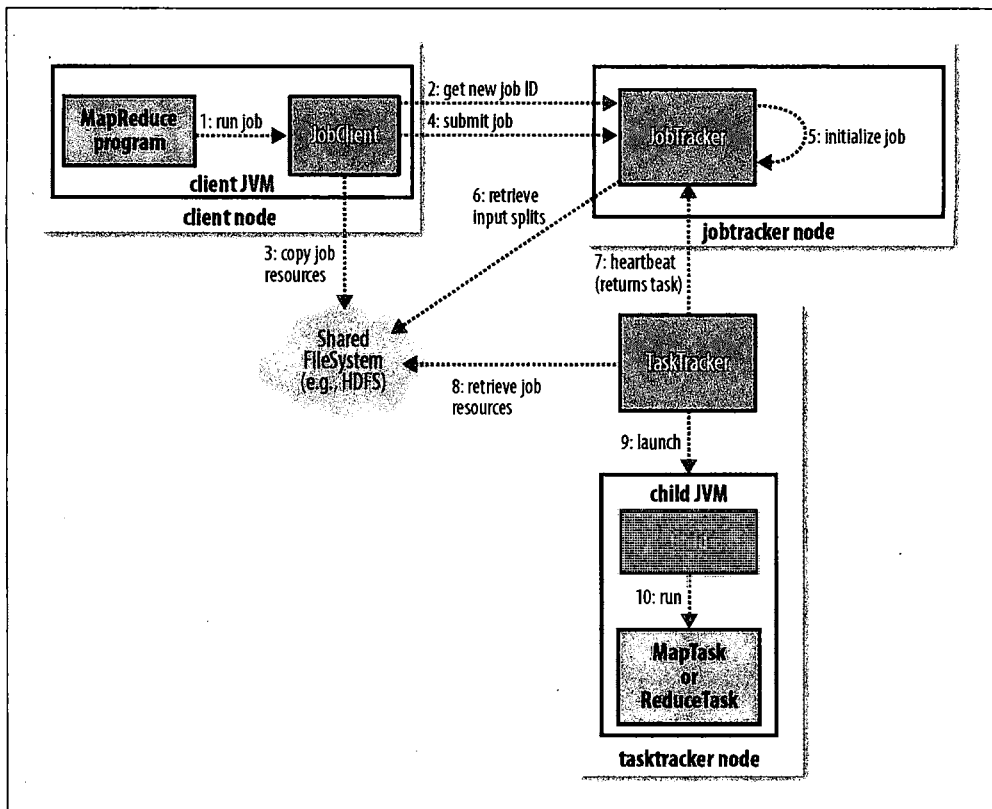 MapReduce
program
1: run job
JobClient
client JVM
client node
2: get new job ID
4: submit job
JobTracker
5: initialize job
jobtracker node
3: copy job
resources
6: retrieve
input splits
7: heartbeat
(returns task)
Shared
FileSystem
(e.g., HDFS)
8: retrieve job
resources
TaskTracker
9: launch
child JVM
10: run
MapTask
or
ReduceTask
tasktracker node